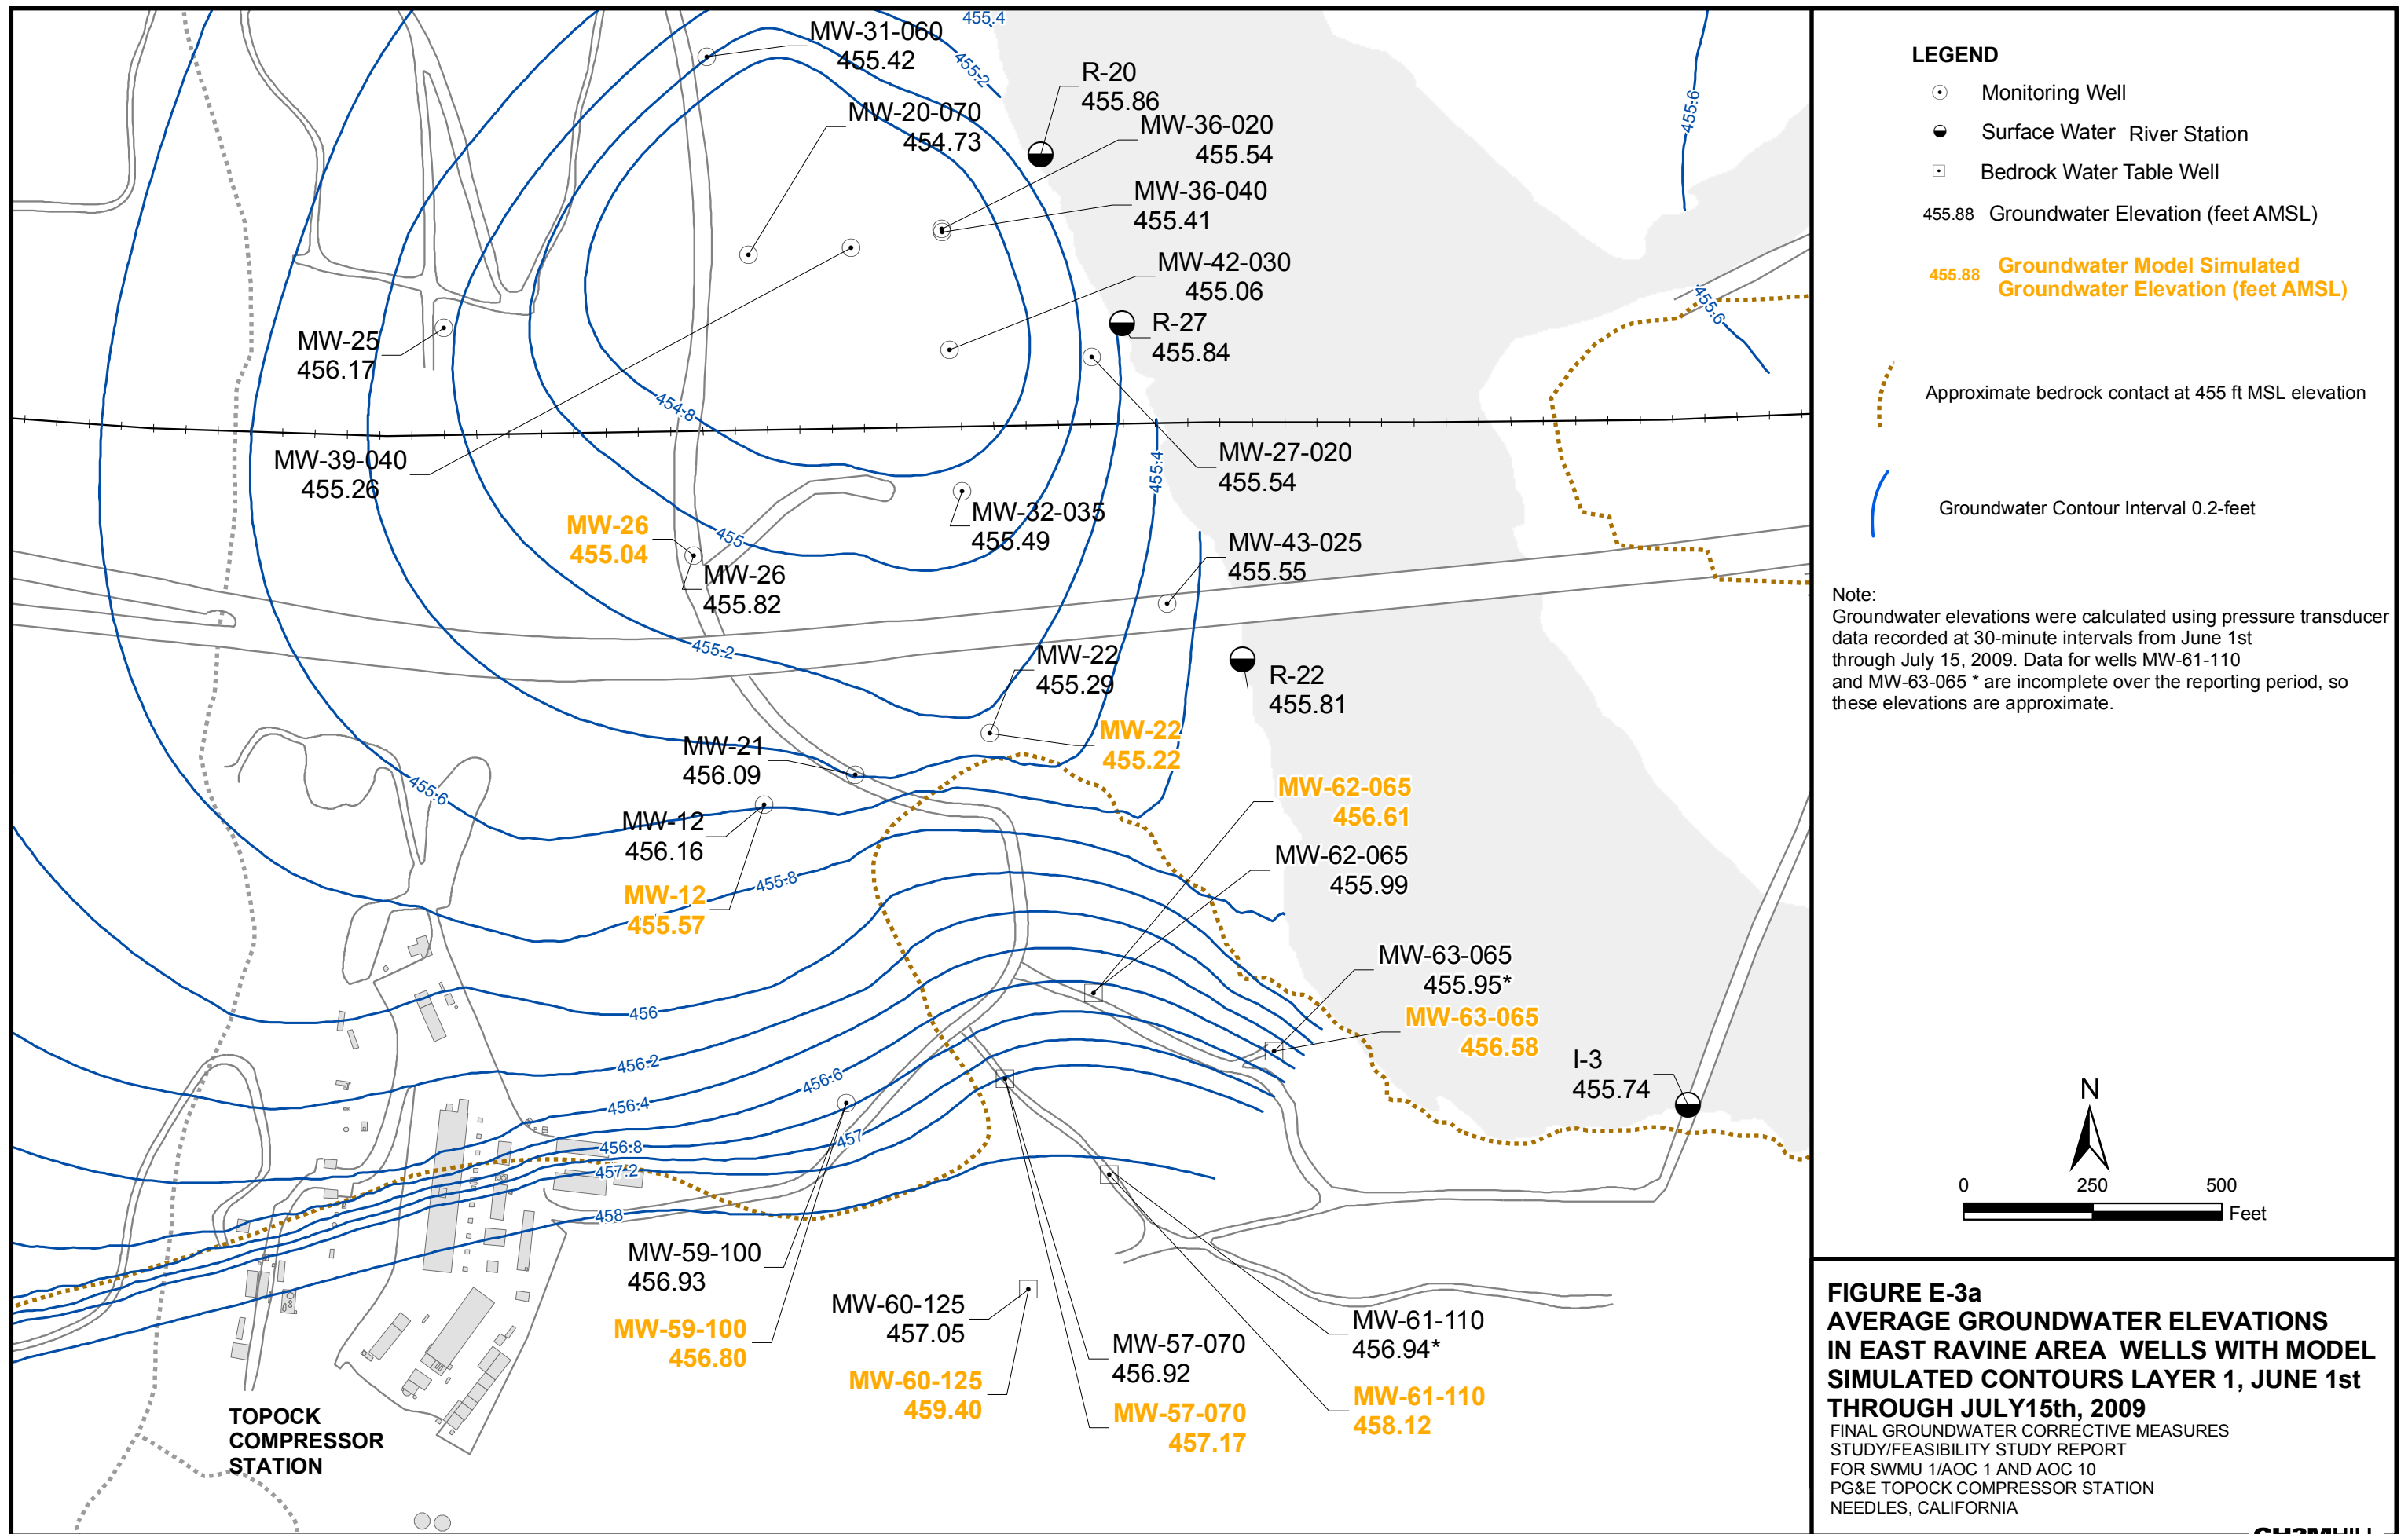 455.4
MW-31-060
455.42
455.2
R-20
455.86
MW-20-070
454.73
MW-36-020
455.54
MW-36-040
455.41
MW-42-030
455.06
R-27
455.84
455.6
455.6
MW-25
456.17
454.8
MW-39-040
455.26
455.4
MW-27-020
455.54
MW-32-035
455.49
MW-26
455.04
455
MW-26
455.82
MW-43-025
455.55
455.2
MW-22
455.29
R-22
455.81
MW-22
455.22
MW-21
456.09
455.6
MW-12
456.16
MW-62-065
456.61
MW-62-065
455.99
455.8
MW-12
455.57
MW-63-065
455.95*
MW-63-065
456.58
456
I-3
455.74
456.2
456.6
456.4
456.8
457
457.2
458
MW-59-100
456.93
MW-59-100
456.80
MW-60-125
457.05
MW-60-125
459.40
MW-57-070
456.92
MW-57-070
457.17
MW-61-110
456.94*
MW-61-110
458.12
TOPOCK
COMPRESSOR
STATION
LEGEND
Monitoring Well
Surface Water River Station
Bedrock Water Table Well
455.88 Groundwater Elevation (feet AMSL)
455.88 Groundwater Model Simulated
Groundwater Elevation (feet AMSL)
Approximate bedrock contact at 455 ft MSL elevation
Groundwater Contour Interval 0.2-feet
Note:
Groundwater elevations were calculated using pressure transducer
data recorded at 30-minute intervals from June 1st
through July 15, 2009. Data for wells MW-61-110
and MW-63-065 * are incomplete over the reporting period, so
these elevations are approximate.
N
0 250 500
Feet
FIGURE E-3a
AVERAGE GROUNDWATER ELEVATIONS
IN EAST RAVINE AREA WELLS WITH MODEL
SIMULATED CONTOURS LAYER 1, JUNE 1st
THROUGH JULY15th, 2009
FINAL GROUNDWATER CORRECTIVE MEASURES
STUDY/FEASIBILITY STUDY REPORT
FOR SWMU 1/AOC 1 AND AOC 10
PG&E TOPOCK COMPRESSOR STATION
NEEDLES, CALIFORNIA
CH2MHILL